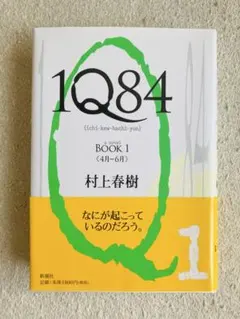 1Q84
[ichi-kew-hachi-yon]
a novel
BOOK 1
〈4月-6月〉
村上春樹
なにが起こって
いるのだろう。
1
新潮社